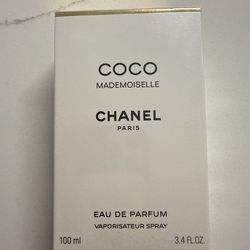 COCO
MADEMOISELLE
CHANEL
PARIS
EAU DE PARFUM
VAPORISATEUR SPRAY
100 ml 3.4 FL.OZ.